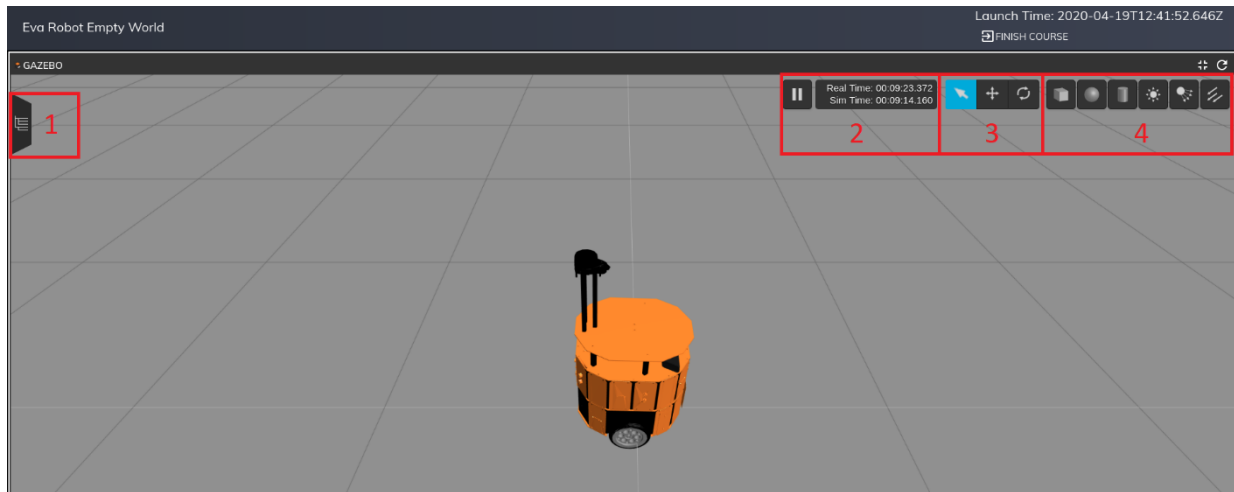 Eva Robot Empty World
Launch Time: 2020-04-19T12:41:52.646Z
FINISH COURSE
GAZEBO
Real Time: 00:09:23.372
Sim Time: 00:09:14.160
1
2
3
4